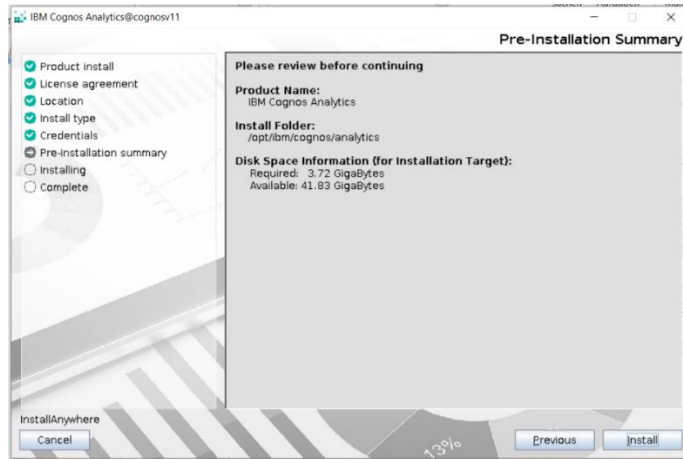 IBM Cognos Analytics@cognosv11
Pre-Installation Summary
Product install
License agreement
Location
Install type
Credentials
Pre-Installation summary
Installing
Complete
Please review before continuing
Product Name:
IBM Cognos Analytics
Install Folder:
/opt/ibm/cognos/analytics
Disk Space Information (for Installation Target):
Required: 3.72 GigaBytes
Available: 41.83 GigaBytes
InstallAnywhere
13%
Cancel
Previous
Install